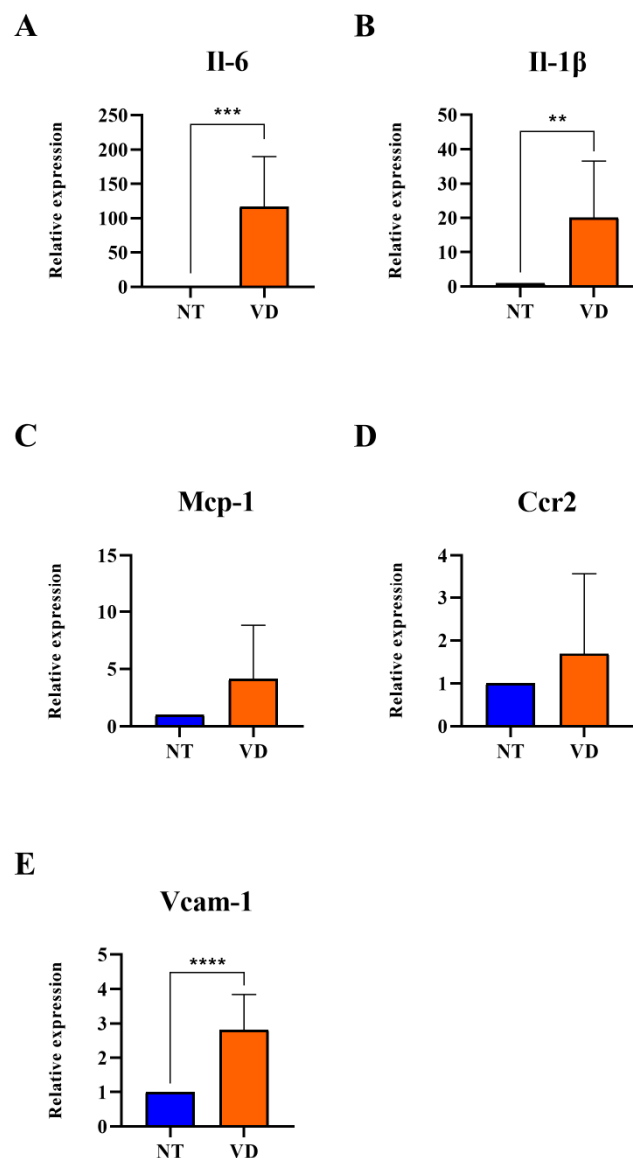 A
Il-6
Relative expression
250
200
150
100
50
0
***
NT VD
B
Il-1β
Relative expression
50
40
30
20
10
0
**
NT VD
C
Mcp-1
Relative expression
15
10
5
0
NT VD
D
Ccr2
Relative expression
4
3
2
1
0
NT VD
E
Vcam-1
Relative expression
5
4
3
2
1
0
****
NT VD